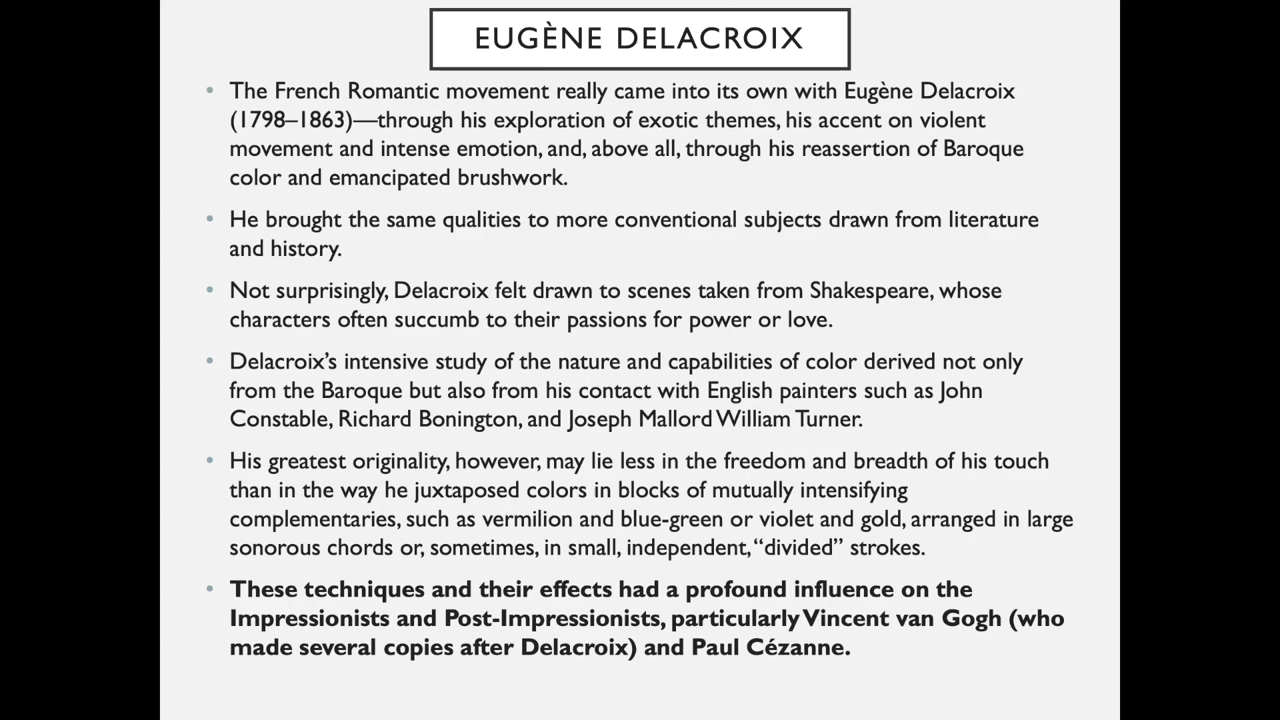 EUGÈNE DELACROIX
• The French Romantic movement really came into its own with Eugène Delacroix
(1798–1863)—through his exploration of exotic themes, his accent on violent
movement and intense emotion, and, above all, through his reassertion of Baroque
color and emancipated brushwork.
• He brought the same qualities to more conventional subjects drawn from literature
and history.
• Not surprisingly, Delacroix felt drawn to scenes taken from Shakespeare, whose
characters often succumb to their passions for power or love.
• Delacroix’s intensive study of the nature and capabilities of color derived not only
from the Baroque but also from his contact with English painters such as John
Constable, Richard Bonington, and Joseph Mallord William Turner.
• His greatest originality, however, may lie less in the freedom and breadth of his touch
than in the way he juxtaposed colors in blocks of mutually intensifying
complementaries, such as vermilion and blue-green or violet and gold, arranged in large
sonorous chords or, sometimes, in small, independent, “divided” strokes.
• These techniques and their effects had a profound influence on the
Impressionists and Post-Impressionists, particularly Vincent van Gogh (who
made several copies after Delacroix) and Paul Cézanne.